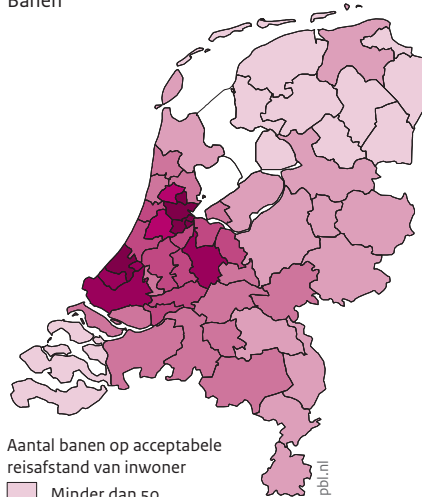 Banen
Aantal banen op acceptabele
reisafstand van inwoner
Minder dan 50
pbl.nl